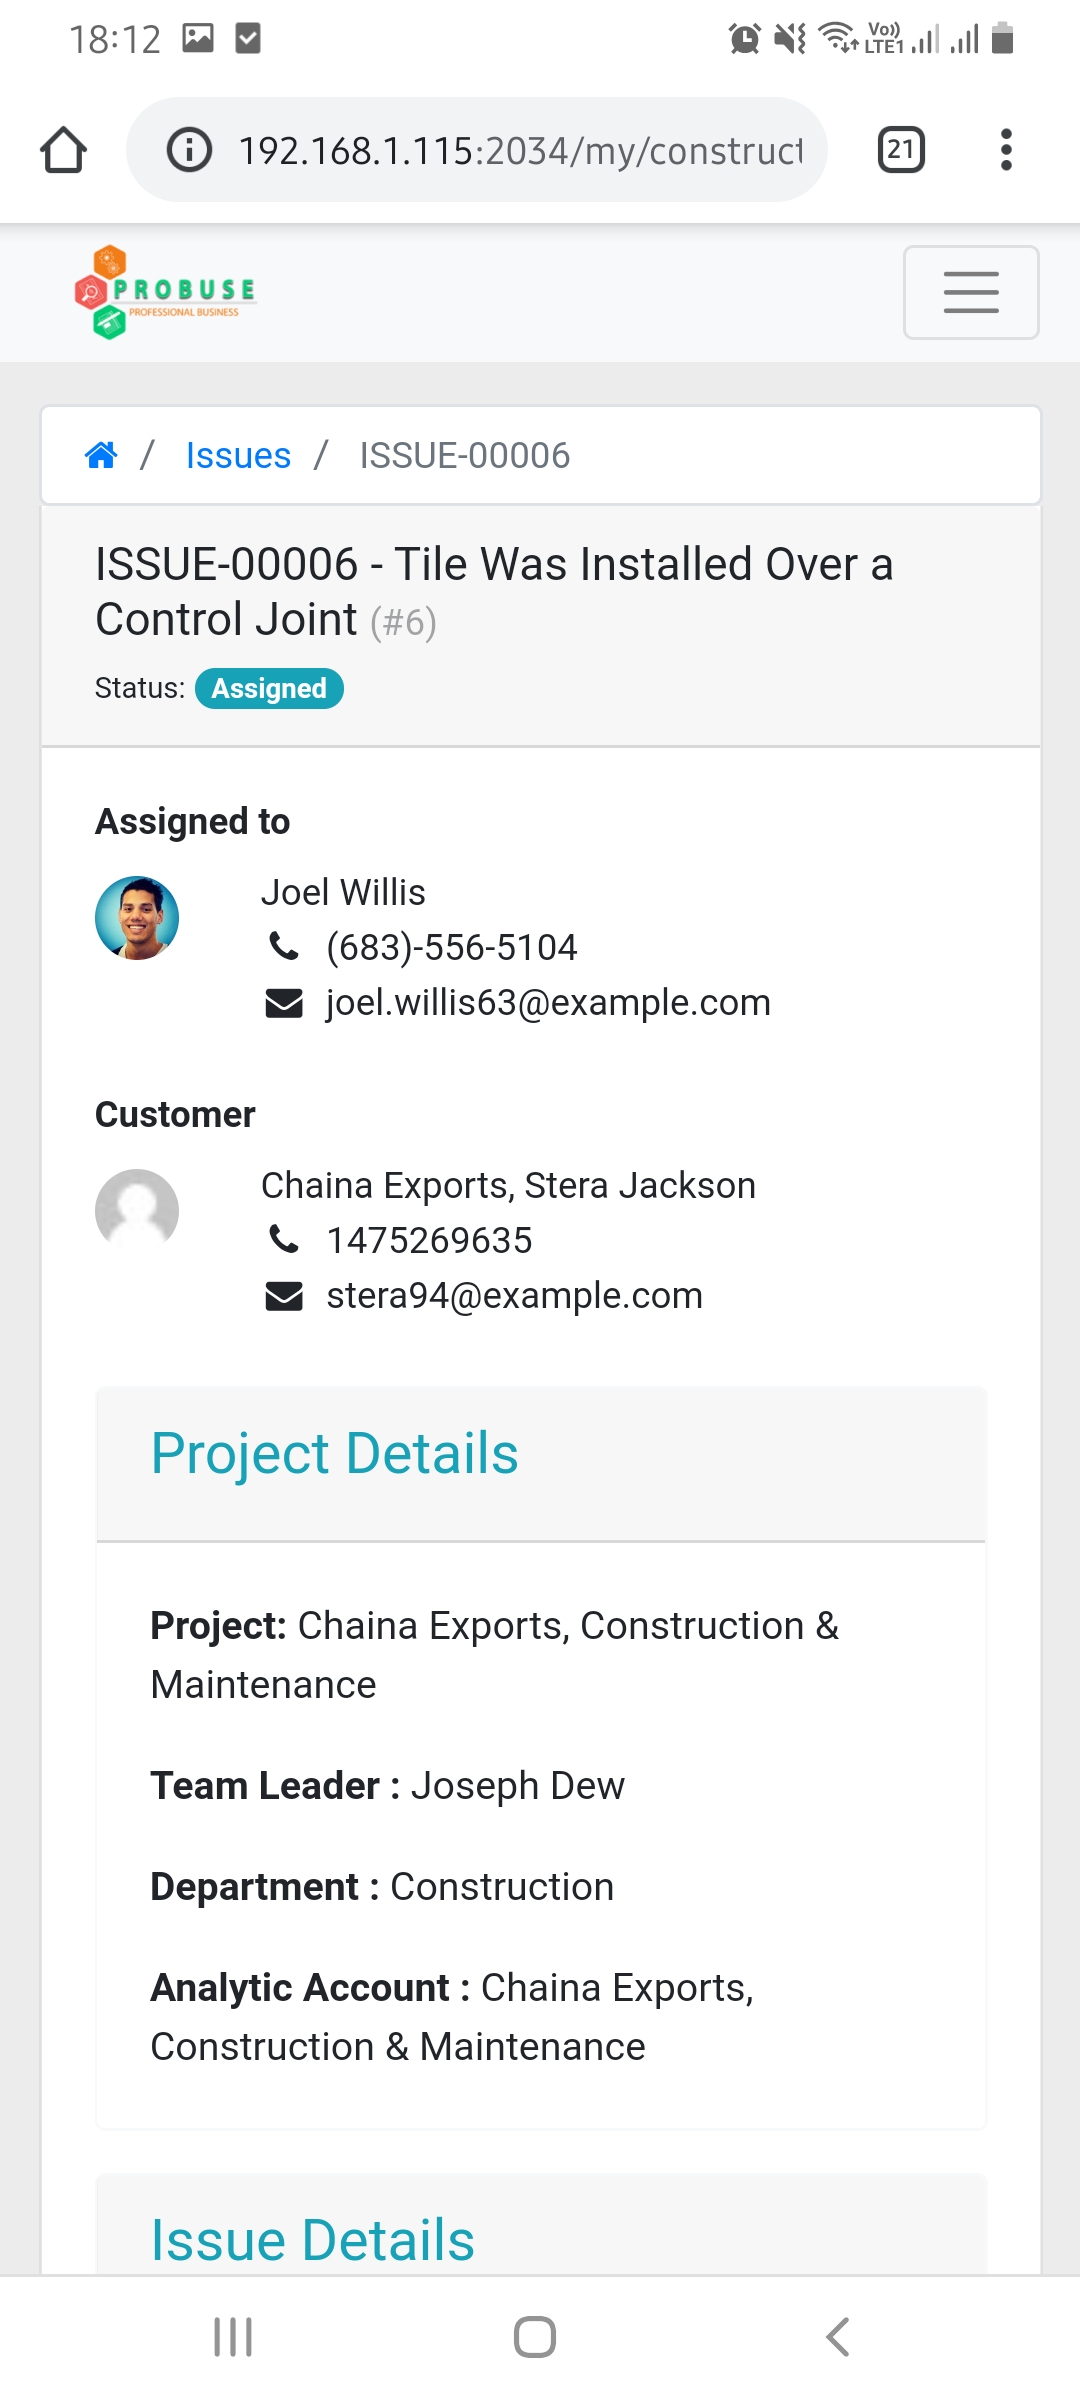 18:12
Vo)) LTE1
192.168.1.115:2034/my/construct
21
PROBUSE
PROFESSIONAL BUSINESS
/ Issues / ISSUE-00006
ISSUE-00006 - Tile Was Installed Over a
Control Joint (#6)
Status: Assigned
Assigned to
Joel Willis
(683)-556-5104
joel.willis63@example.com
Customer
Chaina Exports, Stera Jackson
1475269635
stera94@example.com
Project Details
Project: Chaina Exports, Construction &
Maintenance
Team Leader : Joseph Dew
Department : Construction
Analytic Account : Chaina Exports,
Construction & Maintenance
Issue Details